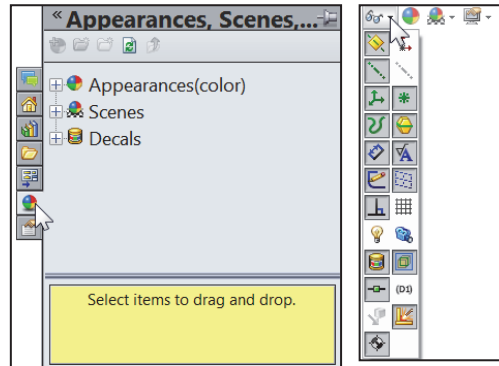 « Appearances, Scenes,...
Appearances(color)
Scenes
Decals
Select items to drag and drop.
(D1)